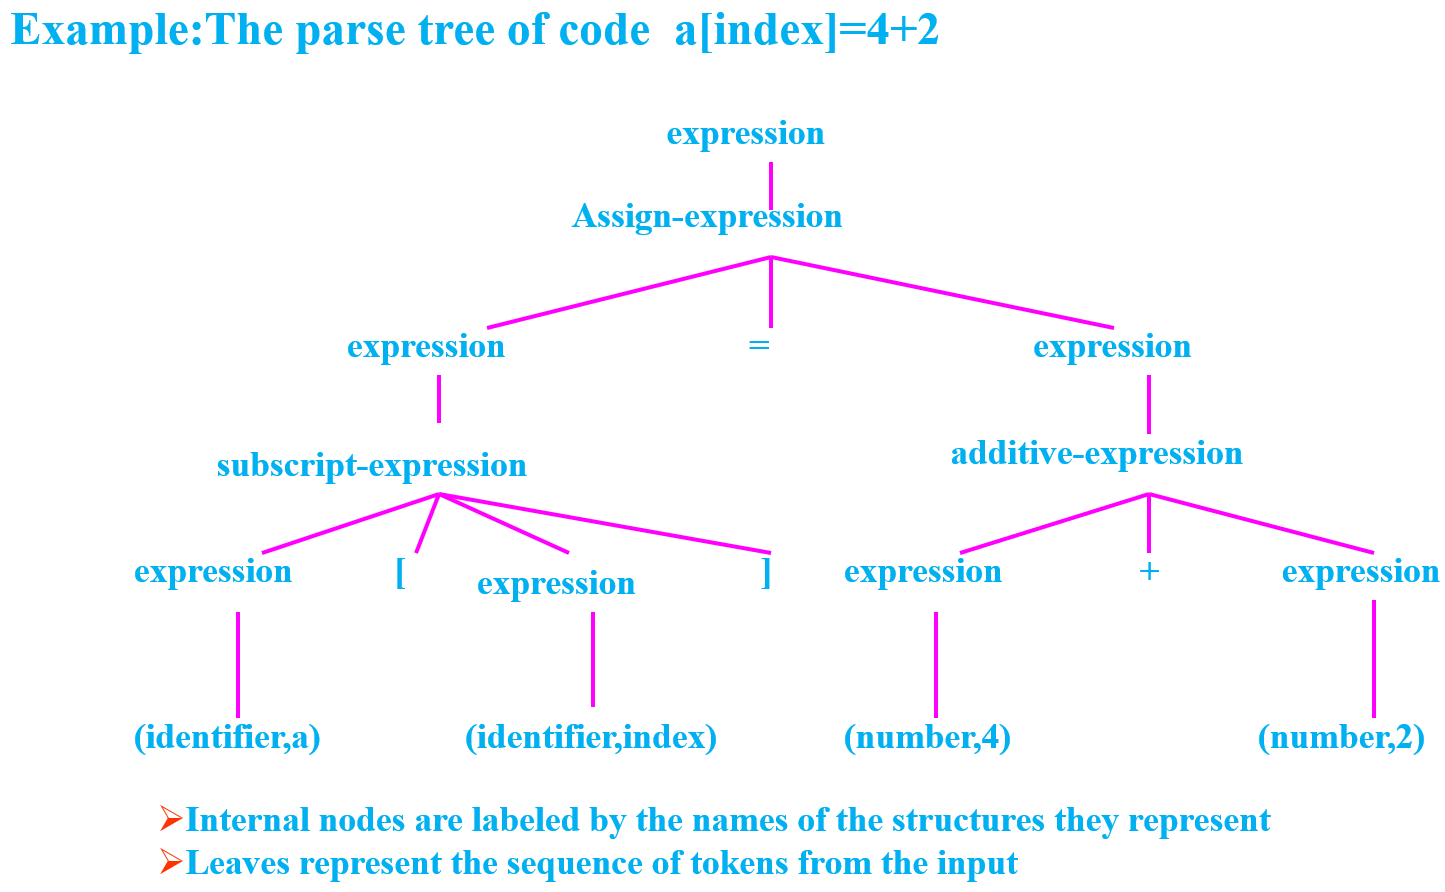 Example:The parse tree of code  a[index]=4+2
expression
Assign-expression
expression = expression
subscript-expression additive-expression
expression [ expression ] expression + expression
(identifier,a) (identifier,index) (number,4) (number,2)
➢Internal nodes are labeled by the names of the structures they represent
➢Leaves represent the sequence of tokens from the input